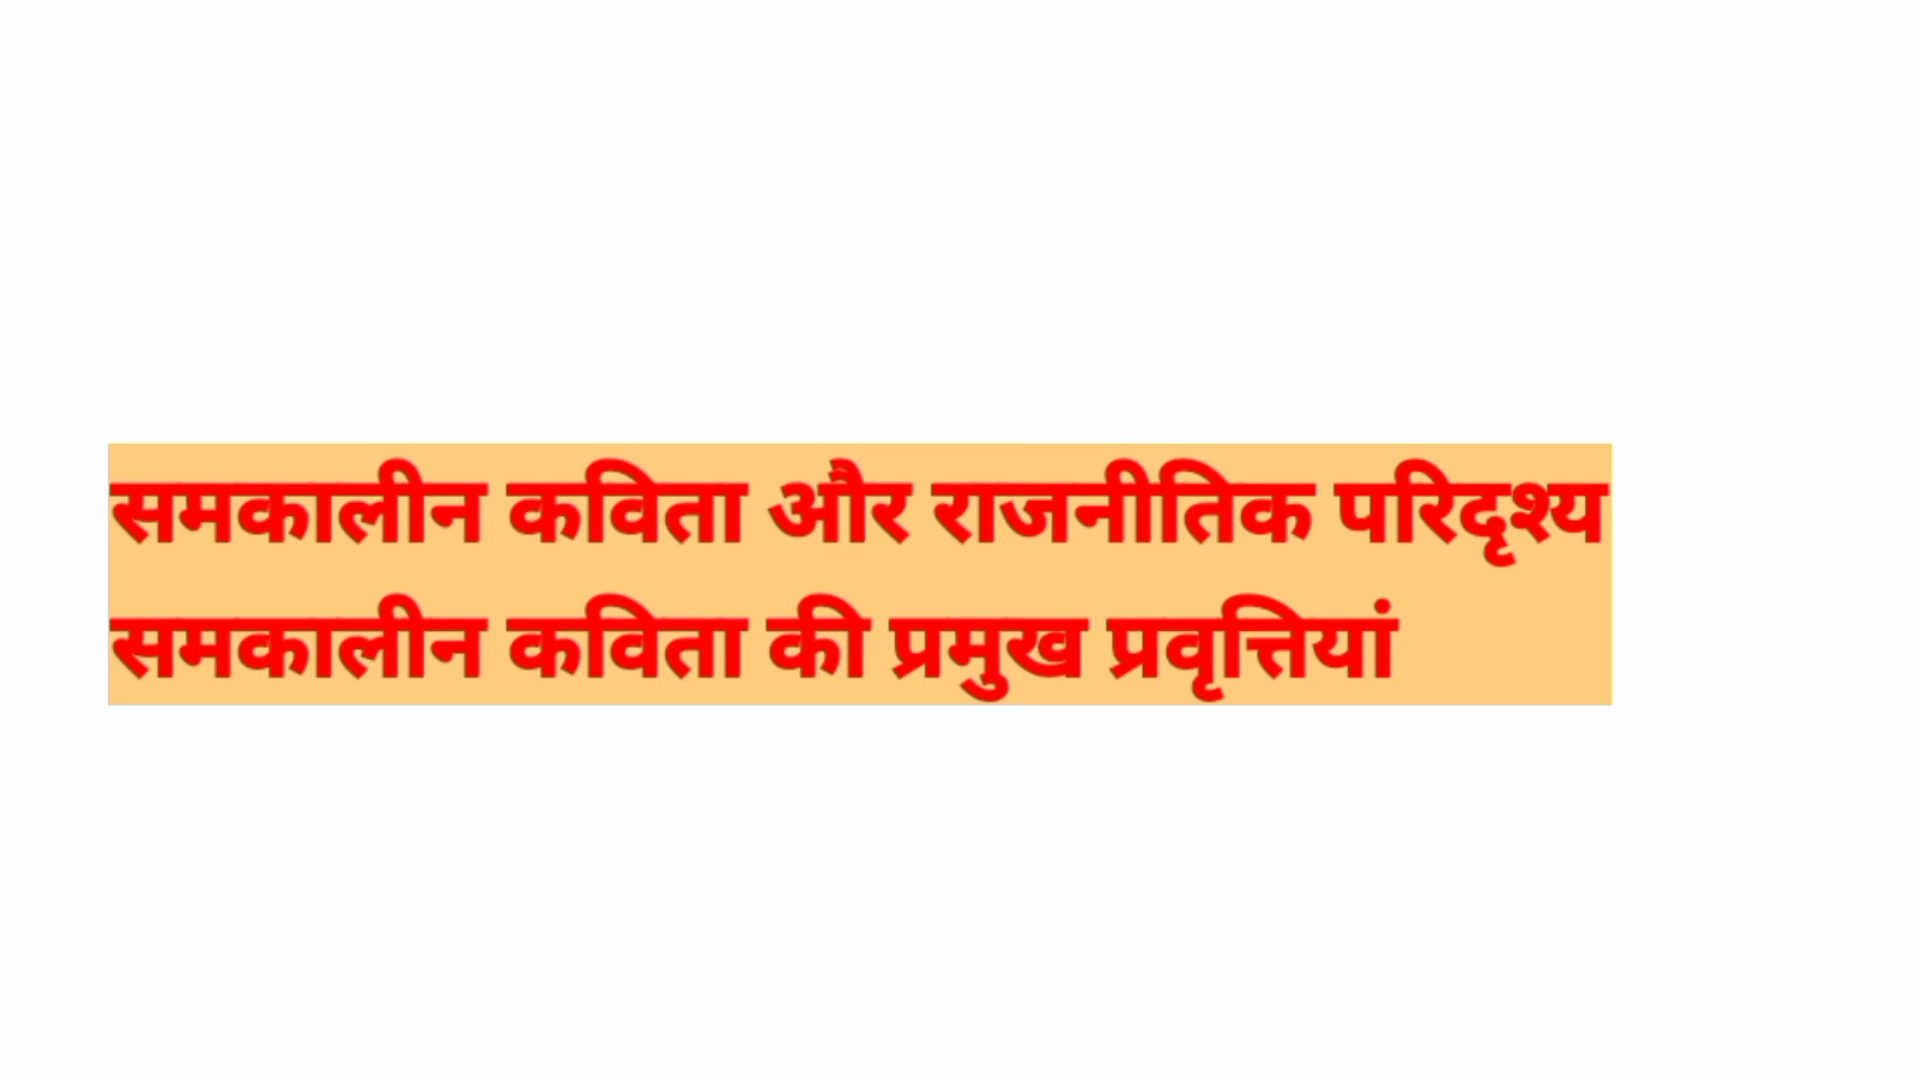 समकालीन कविता और राजनीतिक परिदृश्य
समकालीन कविता की प्रमुख प्रवृत्तियां